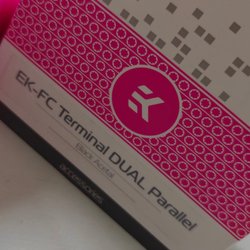 EK-FC Terminal DUAL Parallel
Black Acetal
accessories